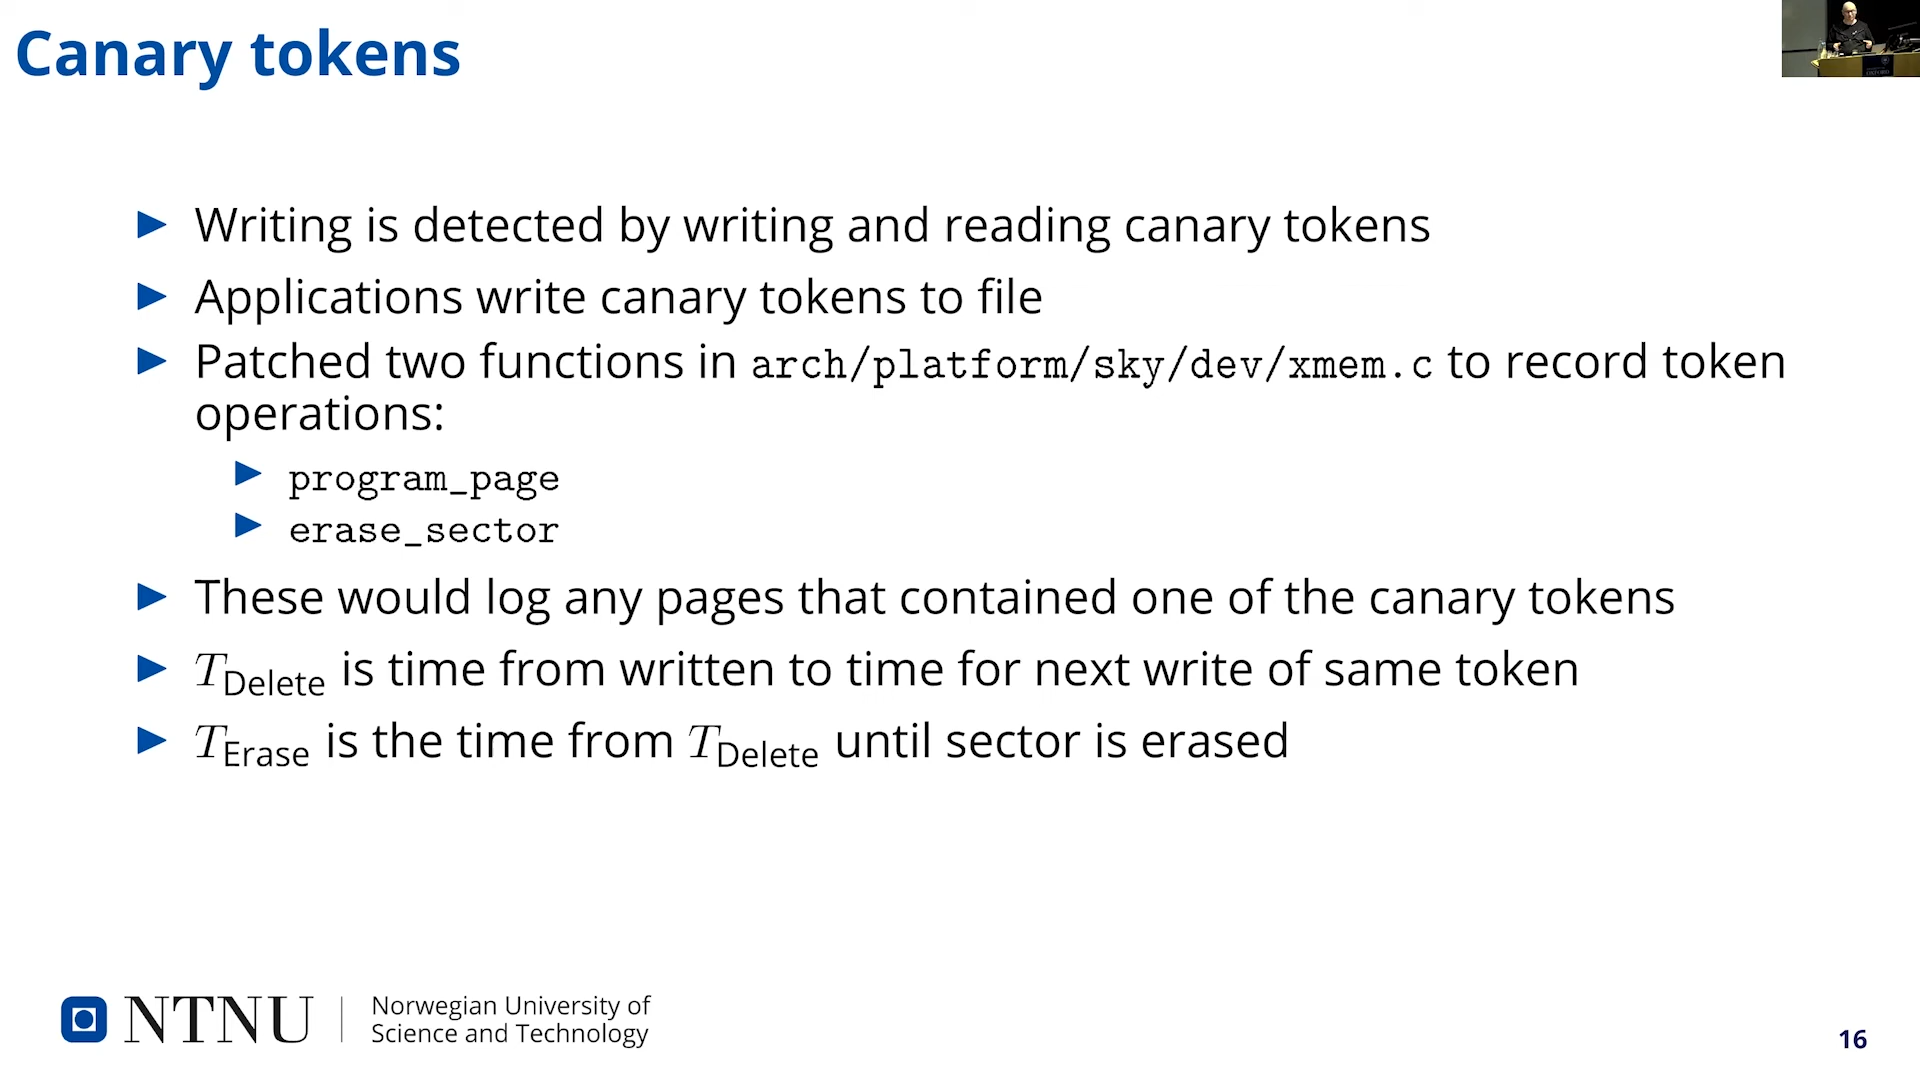 Canary tokens
Writing is detected by writing and reading canary tokens
Applications write canary tokens to file
Patched two functions in arch/platform/sky/dev/xmem.c to record token
operations:
program_page
erase_sector
These would log any pages that contained one of the canary tokens
T_Delete is time from written to time for next write of same token
T_Erase is the time from T_Delete until sector is erased
NTNU
Norwegian University of
Science and Technology
16